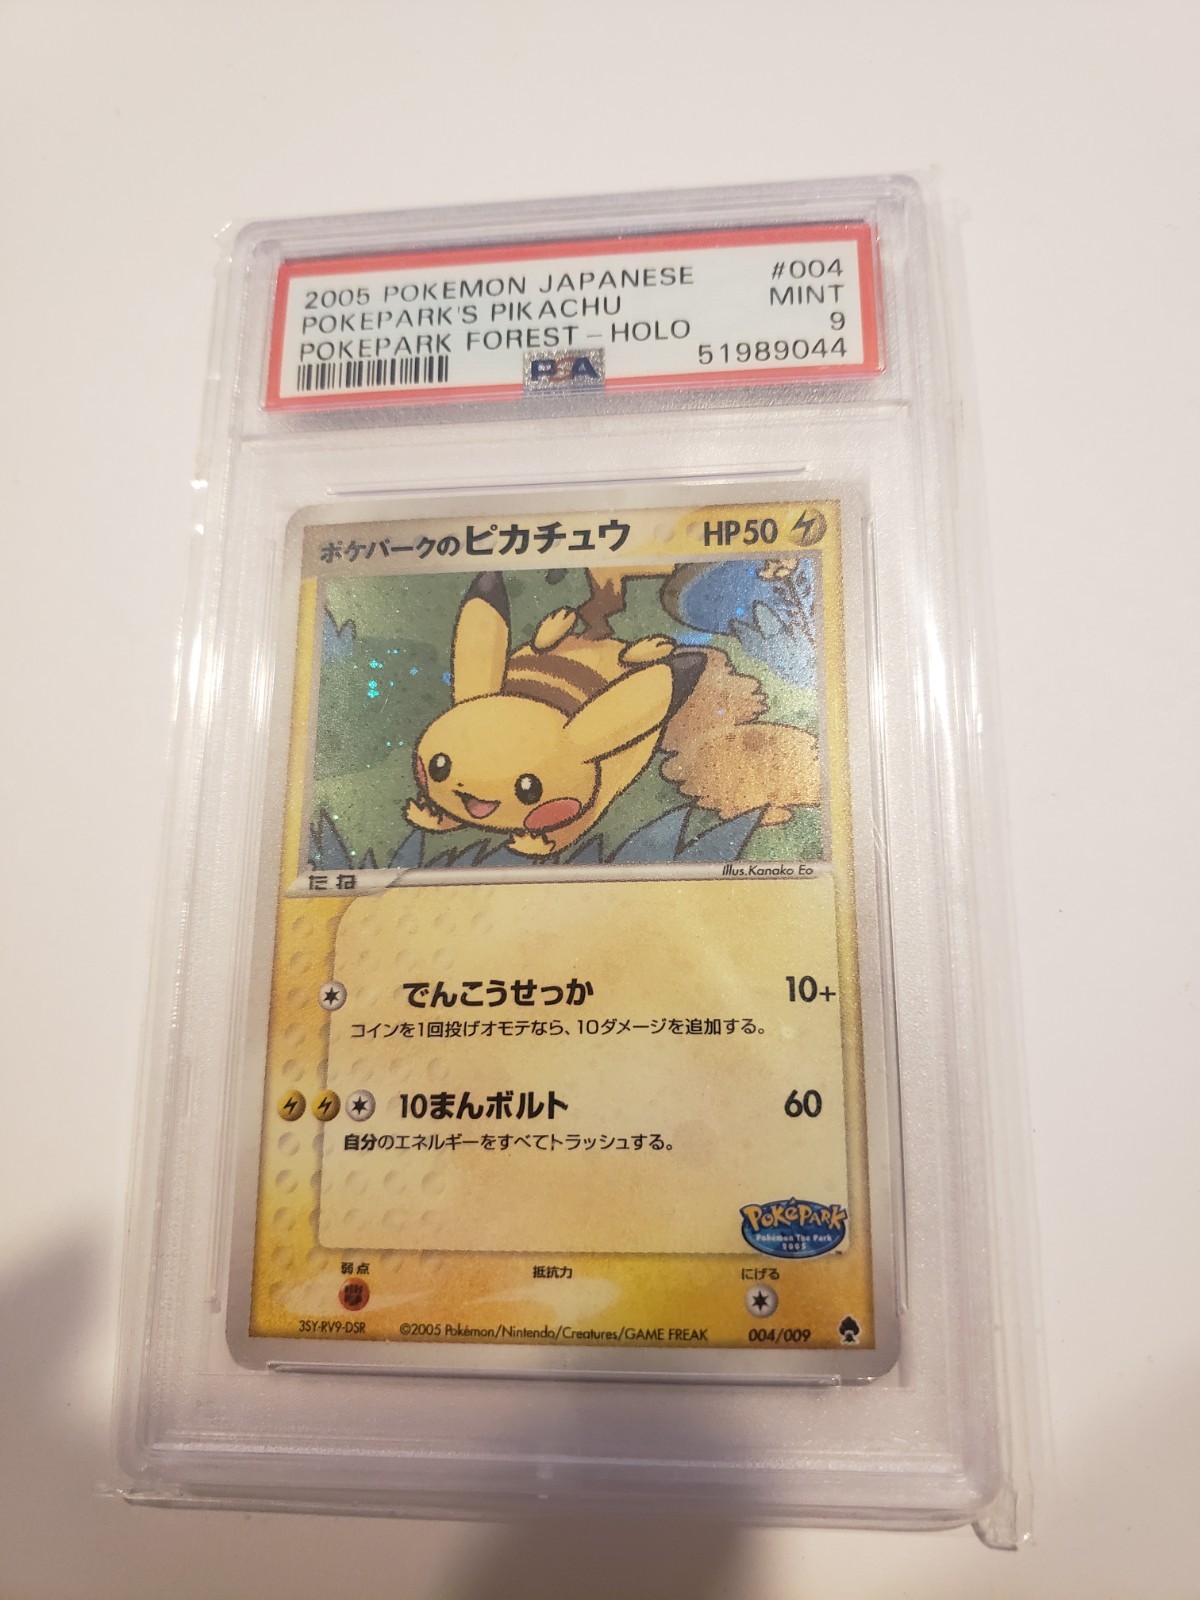 2005 POKEMON JAPANESE #004
POKEPARK'S PIKACHU MINT
POKEPARK FOREST-HOLO 9
PSA 51989044
ポケパークのピカチュウ HP50
たね Illus.Kanako Eo
でんこうせっか 10+
コインを1回投げオモテなら、10ダメージを追加する。
10まんボルト 60
自分のエネルギーをすべてトラッシュする。
POKéPARK
Pokémon The Park
2005
弱点 抵抗力 にげる
3SY-RV9-DSR ©2005 Pokémon/Nintendo/Creatures/GAME FREAK 004/009